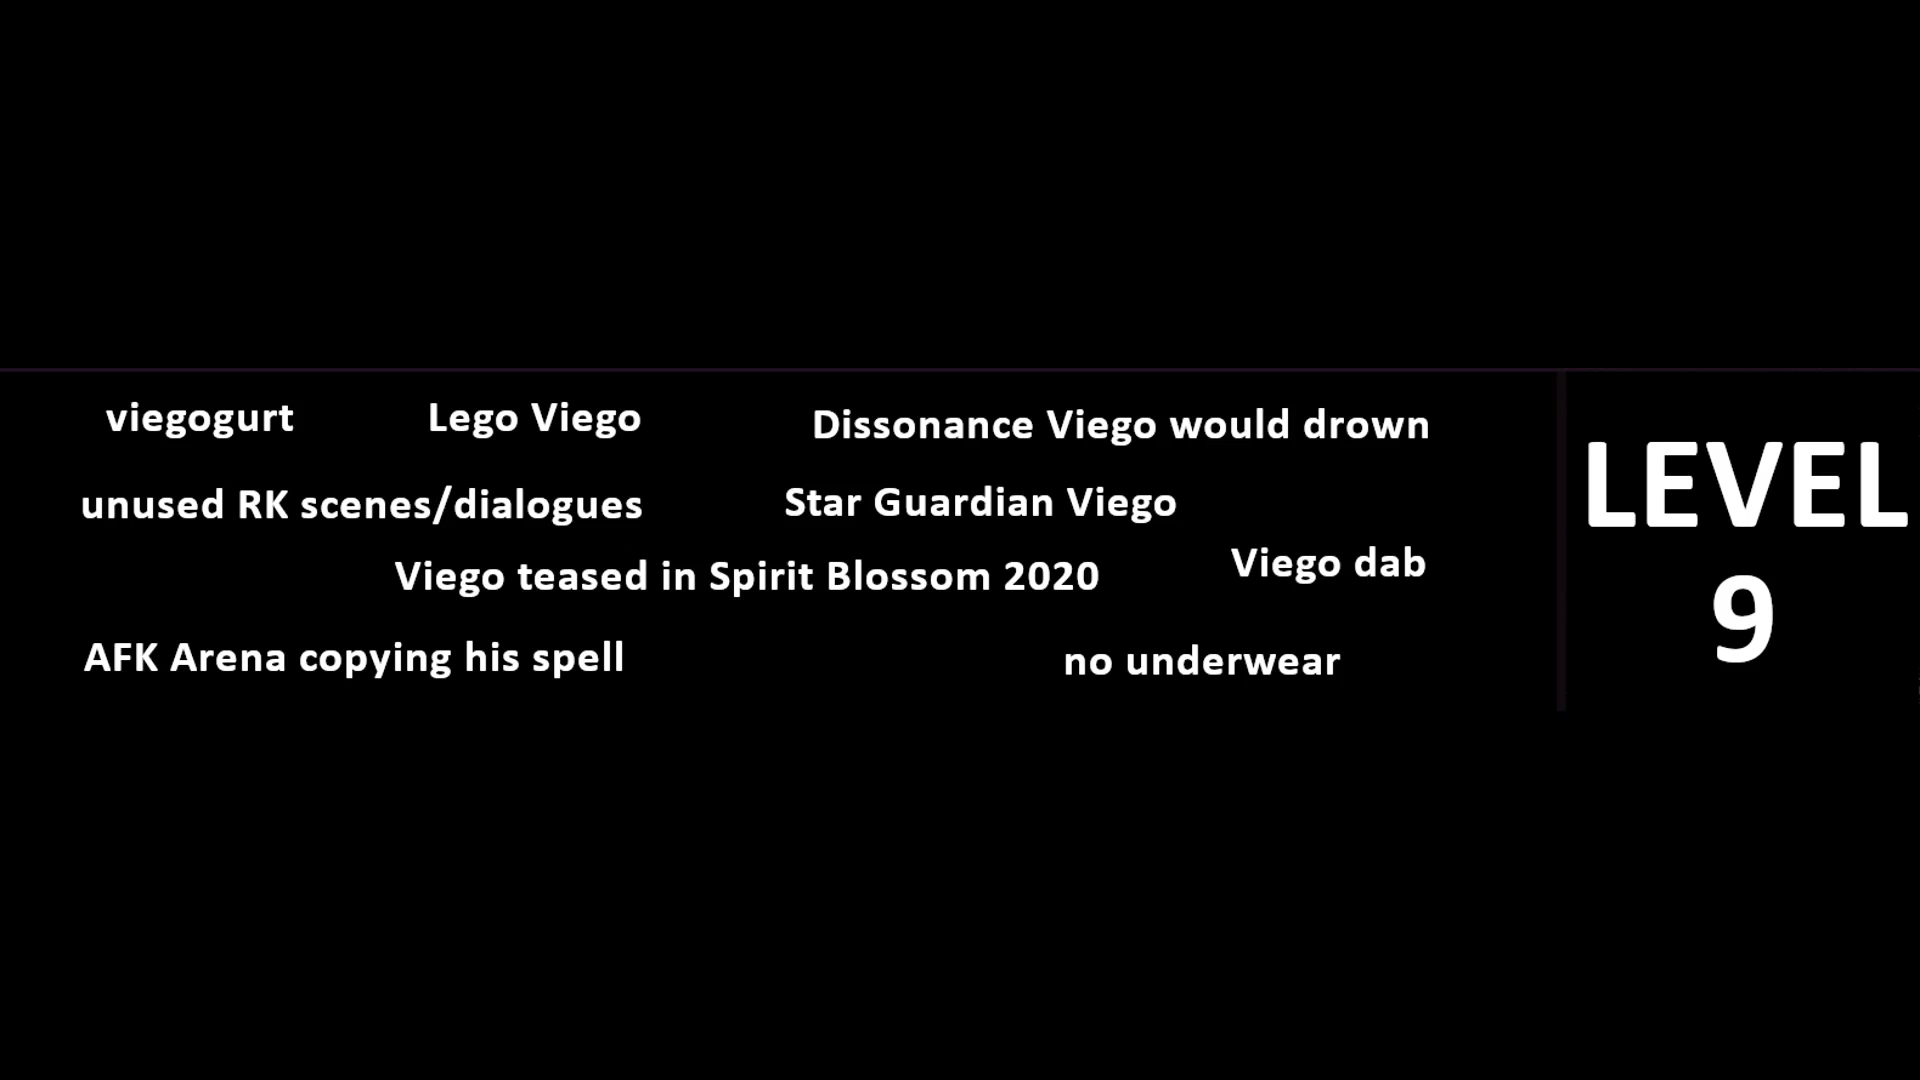 viegogurt
Lego Viego
Dissonance Viego would drown
unused RK scenes/dialogues
Star Guardian Viego
Viego teased in Spirit Blossom 2020
Viego dab
AFK Arena copying his spell
no underwear
LEVEL
9